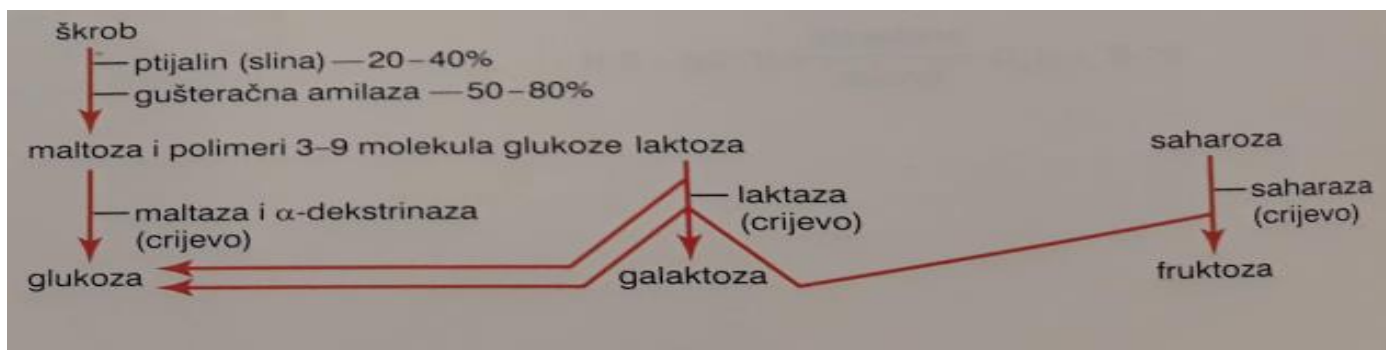 škrob
ptijalin (slina) — 20–40%
gušteračna amilaza — 50–80%
maltoza i polimeri 3–9 molekula glukoze laktoza
saharoza
maltaza i α-dekstrinaza
(crijevo)
laktaza
(crijevo)
saharaza
(crijevo)
glukoza
galaktoza
fruktoza